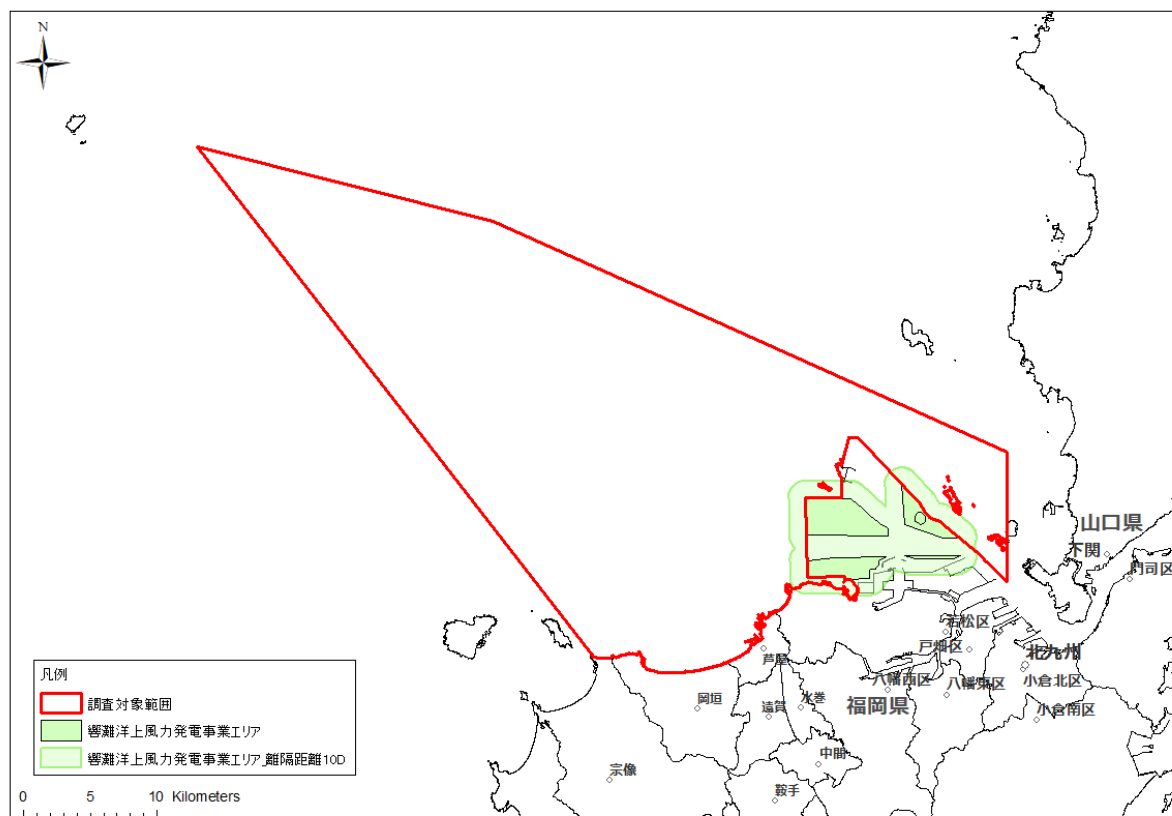 N
山口県
下関
門司区
若松区
戸畑区
北九州
芦屋
八幡西区
八幡東区
小倉北区
岡垣
遠賀
水巻
福岡県
小倉南区
中間
宗像
鞍手
凡例
調査対象範囲
響灘洋上風力発電事業エリア
響灘洋上風力発電事業エリア_離隔距離10D
0 5 10 Kilometers